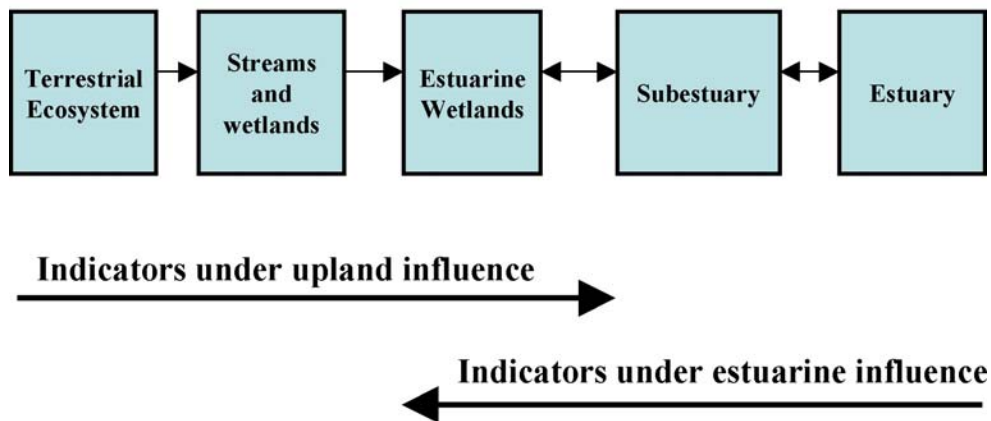 Terrestrial
Ecosystem
Streams
and
wetlands
Estuarine
Wetlands
Subestuary
Estuary
Indicators under upland influence
Indicators under estuarine influence